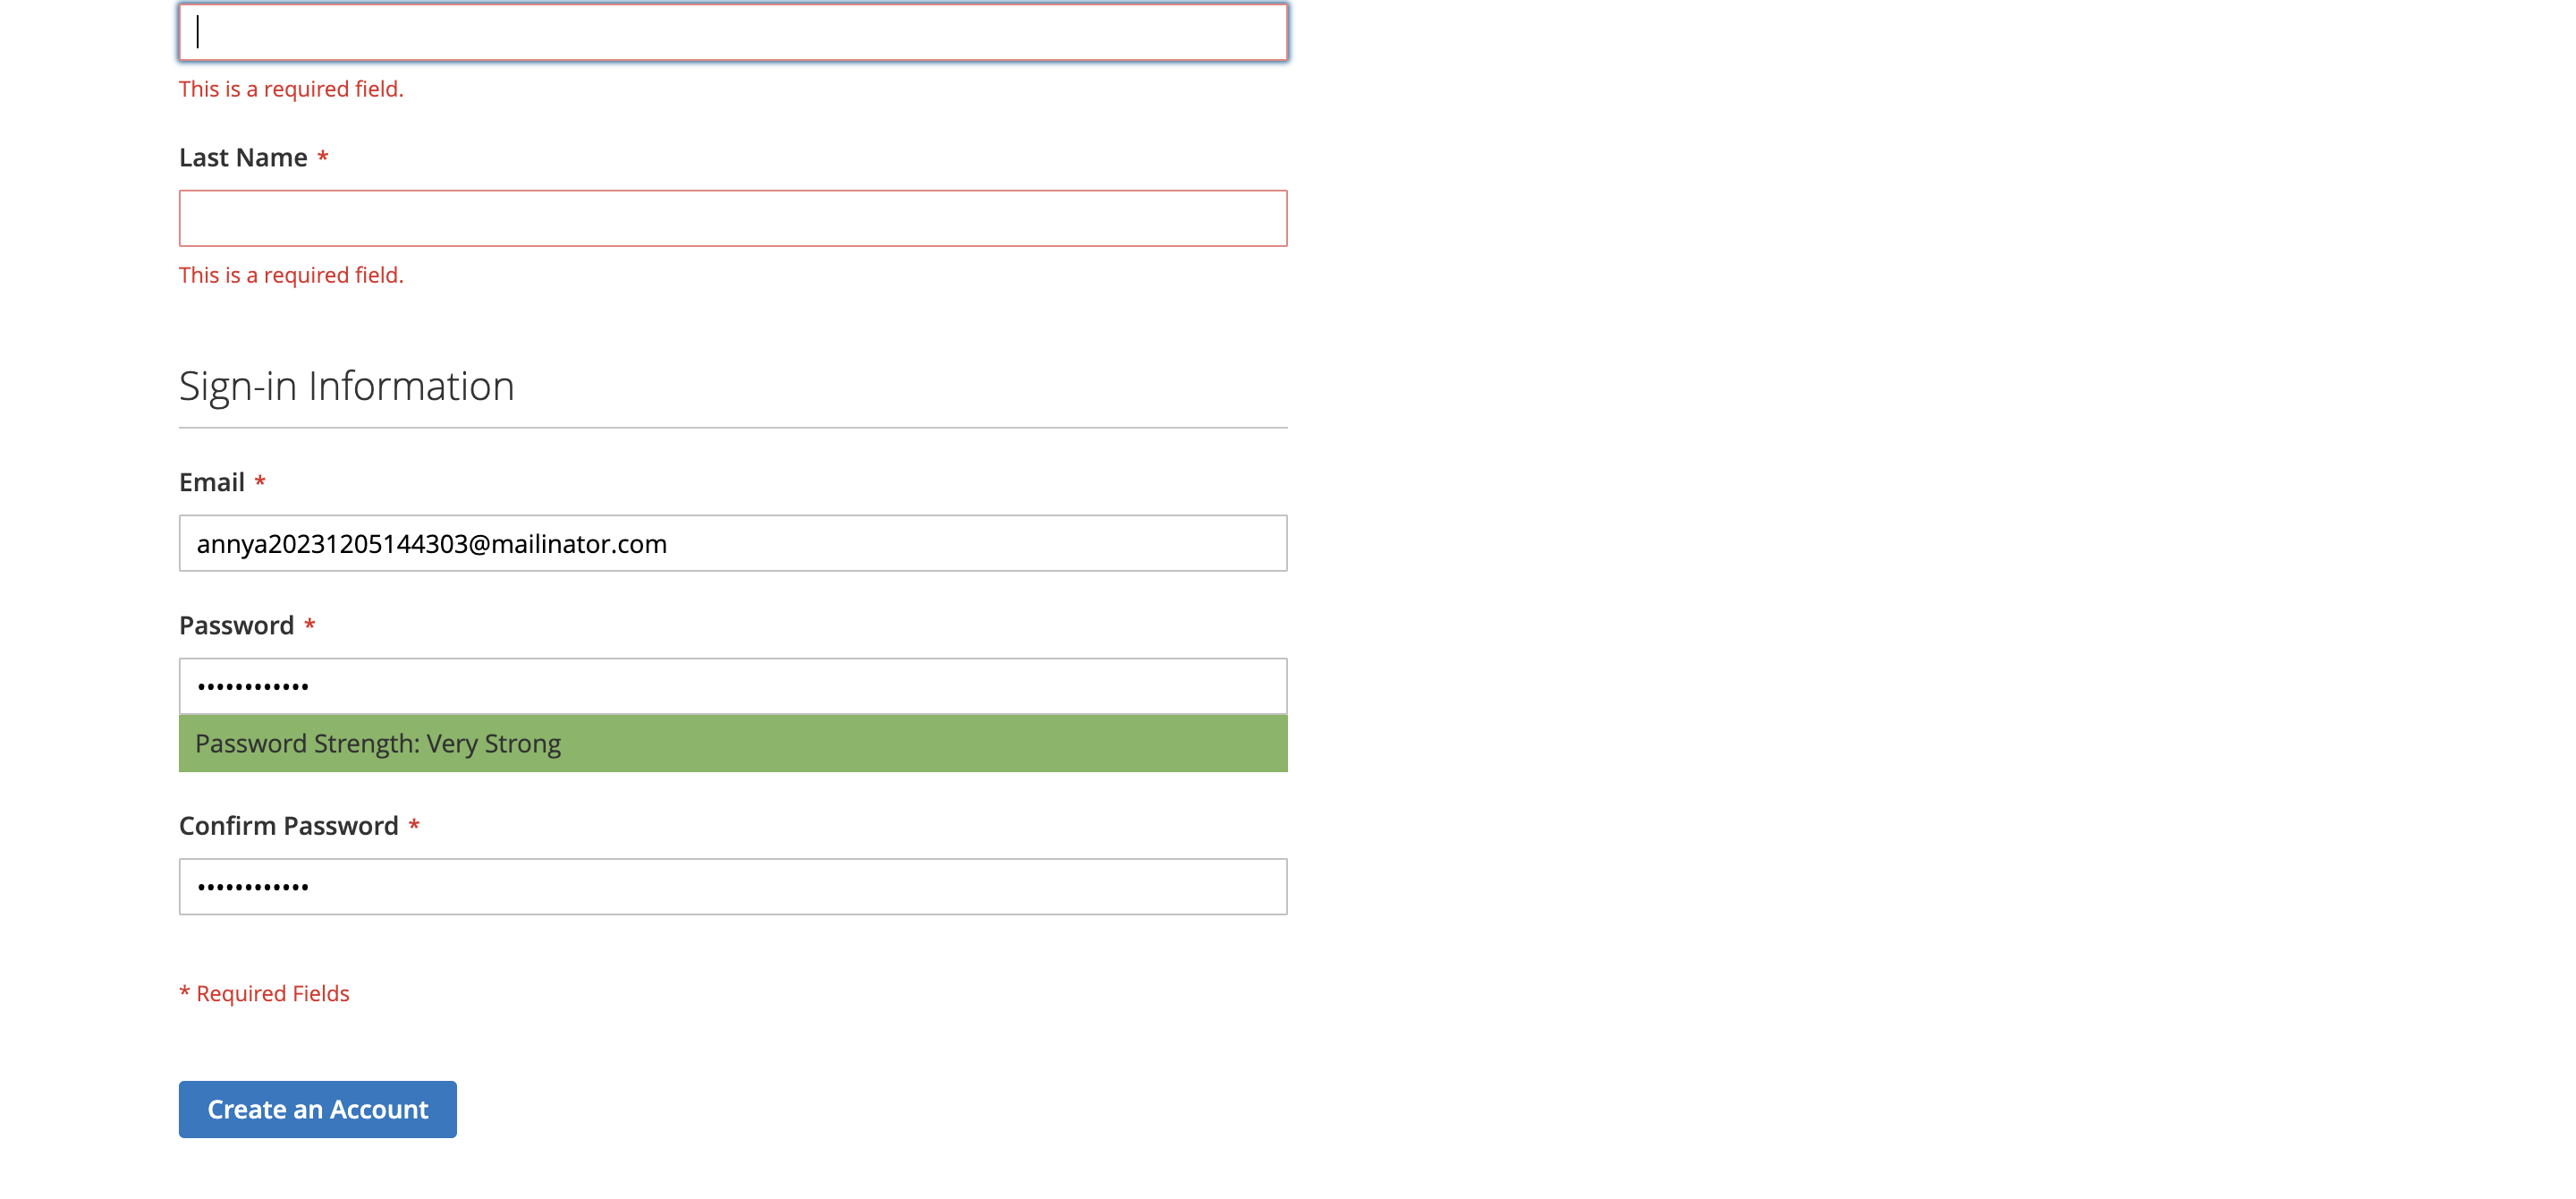 This is a required field.
Last Name *
This is a required field.
Sign-in Information
Email *
annya20231205144303@mailinator.com
Password *
••••••••••••
Password Strength: Very Strong
Confirm Password *
••••••••••••
* Required Fields
Create an Account